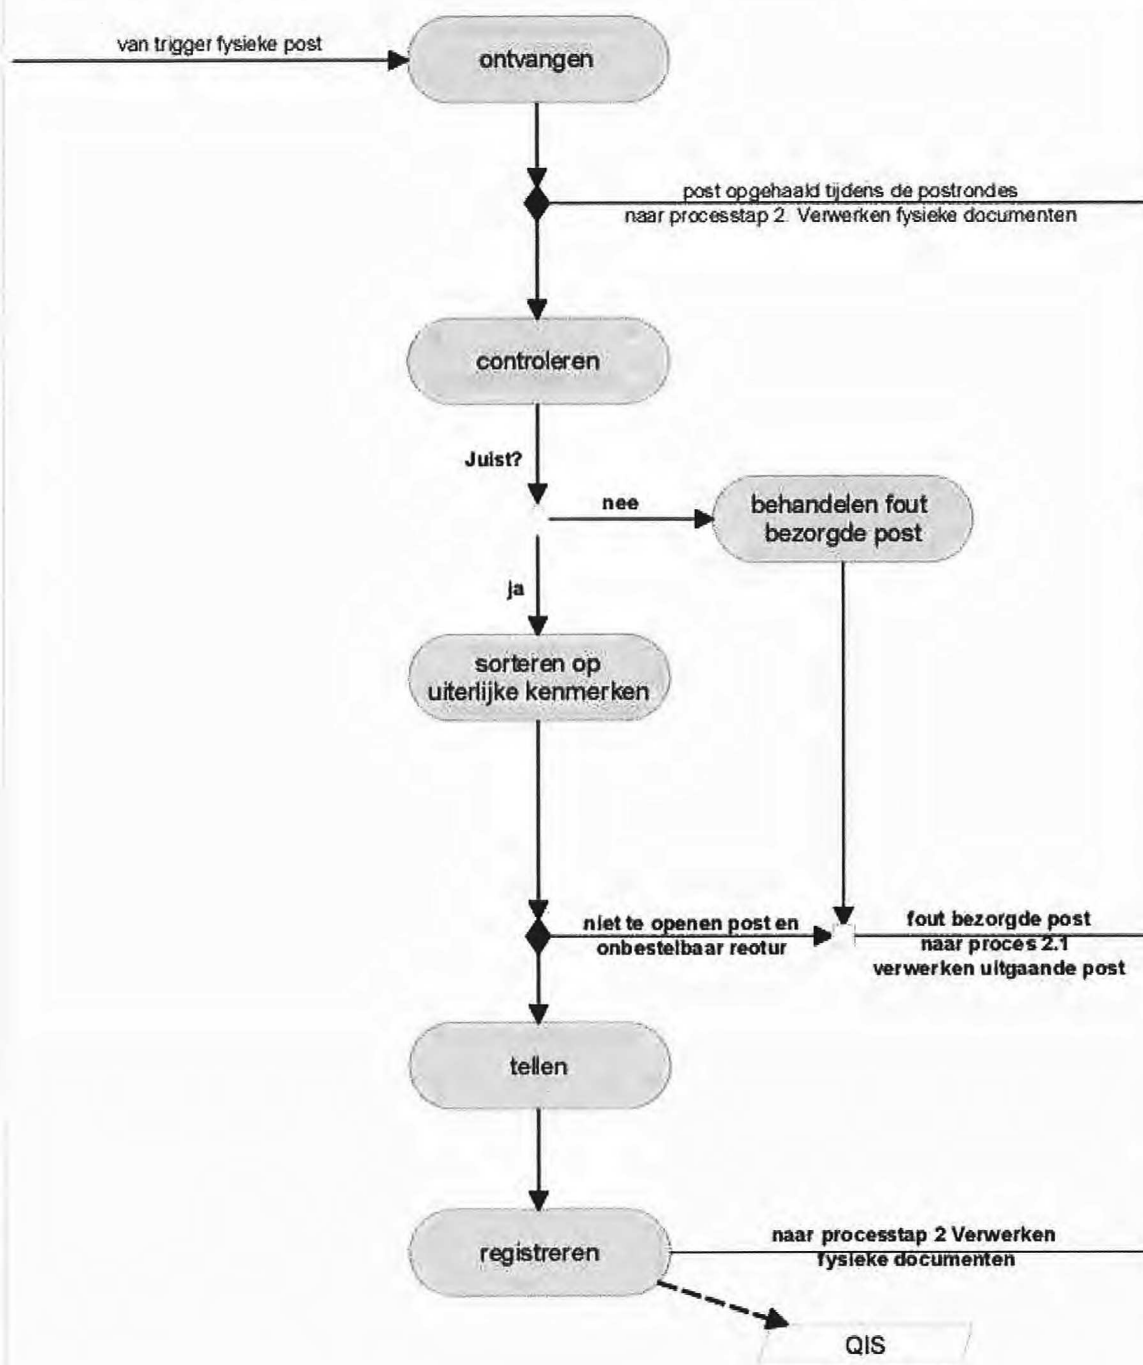 van trigger fysieke post
ontvangen
post opgehaald tijdens de postrondes
naar processtap 2. Verwerken fysieke documenten
controleren
Juist?
nee
behandelen fout
bezorgde post
ja
sorteren op
uiterlijke kenmerken
niet te openen post en
onbestelbaar reotur
fout bezorgde post
naar proces 2.1
verwerken uitgaande post
tellen
registreren
naar processtap 2 Verwerken
fysieke documenten
QIS